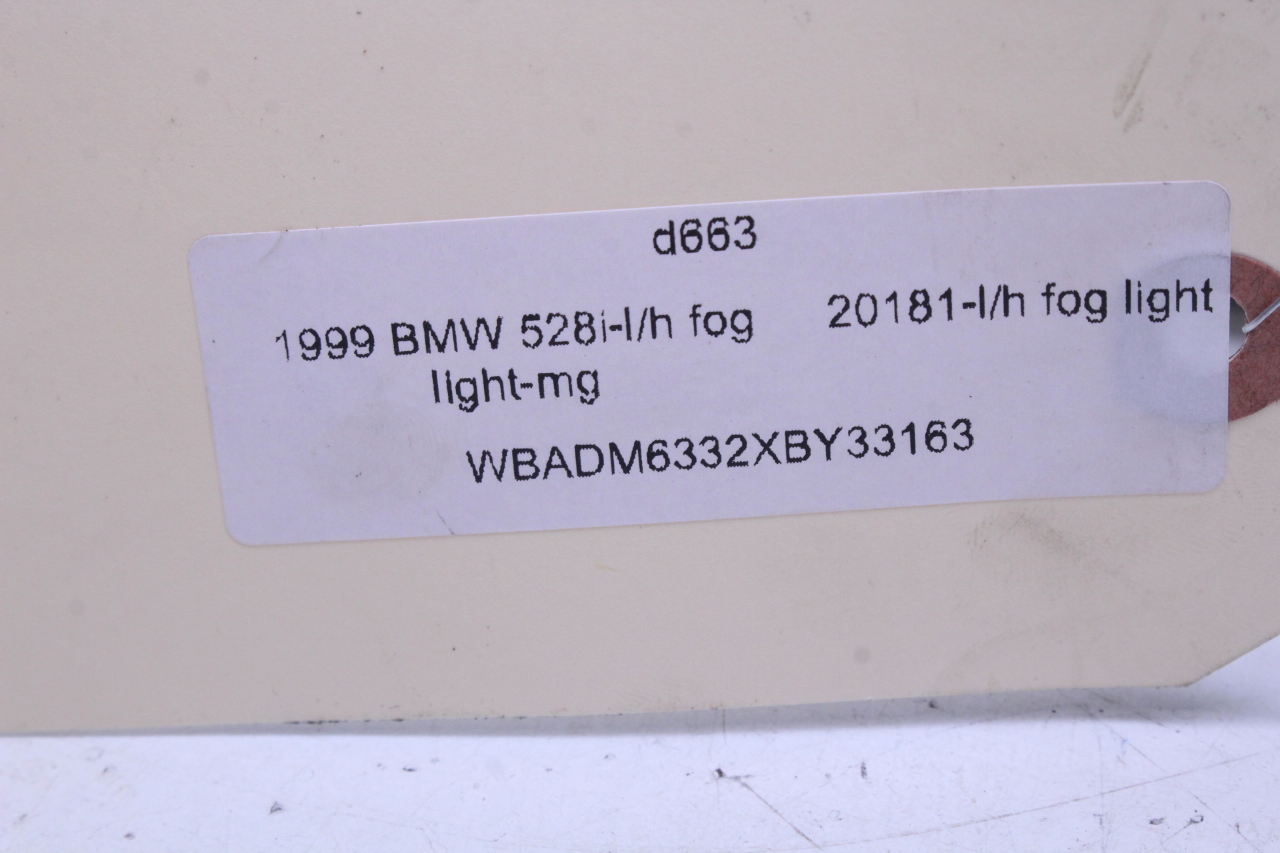 d663
1999 BMW 528i-l/h fog
light-mg
20181-l/h fog light
WBADM6332XBY33163